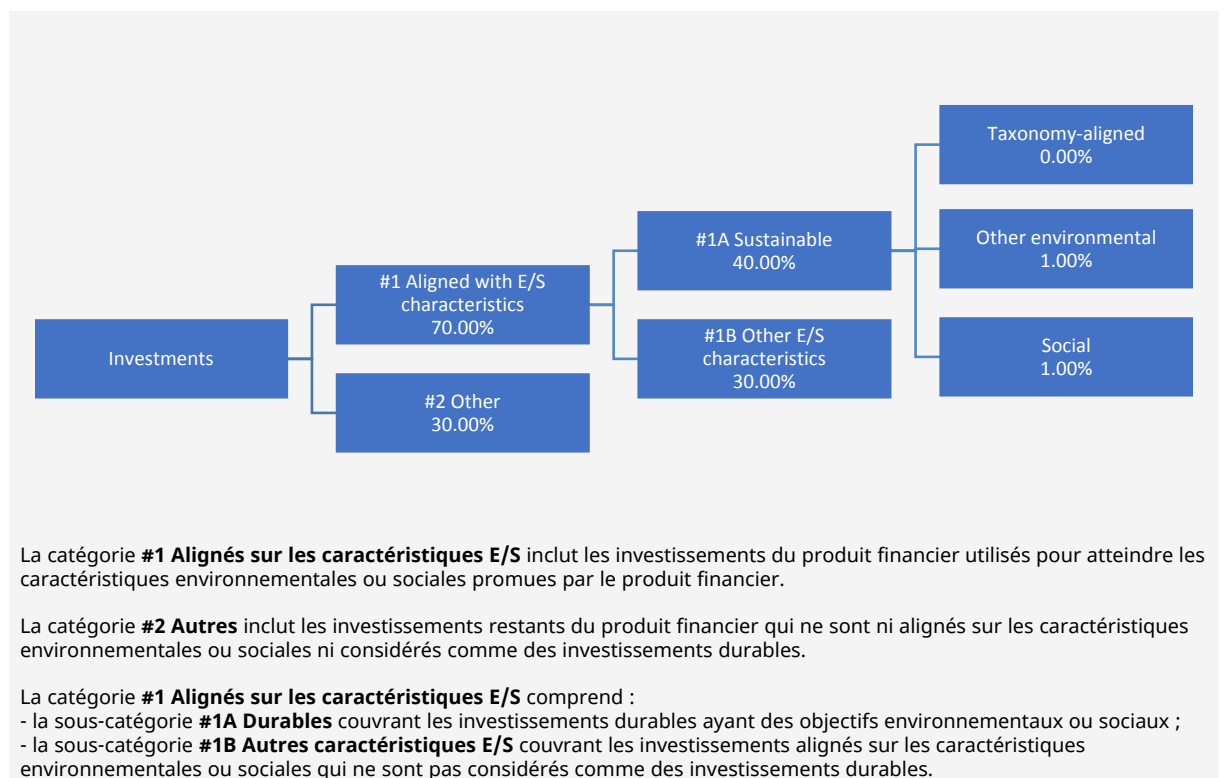 Investments
#1 Aligned with E/S
characteristics
70.00%
#2 Other
30.00%
#1A Sustainable
40.00%
#1B Other E/S
characteristics
30.00%
Taxonomy-aligned
0.00%
Other environmental
1.00%
Social
1.00%
La catégorie #1 Alignés sur les caractéristiques E/S inclut les investissements du produit financier utilisés pour atteindre les
caractéristiques environnementales ou sociales promues par le produit financier.
La catégorie #2 Autres inclut les investissements restants du produit financier qui ne sont ni alignés sur les caractéristiques
environnementales ou sociales ni considérés comme des investissements durables.
La catégorie #1 Alignés sur les caractéristiques E/S comprend :
- la sous-catégorie #1A Durables couvrant les investissements durables ayant des objectifs environnementaux ou sociaux ;
- la sous-catégorie #1B Autres caractéristiques E/S couvrant les investissements alignés sur les caractéristiques
environnementales ou sociales qui ne sont pas considérés comme des investissements durables.